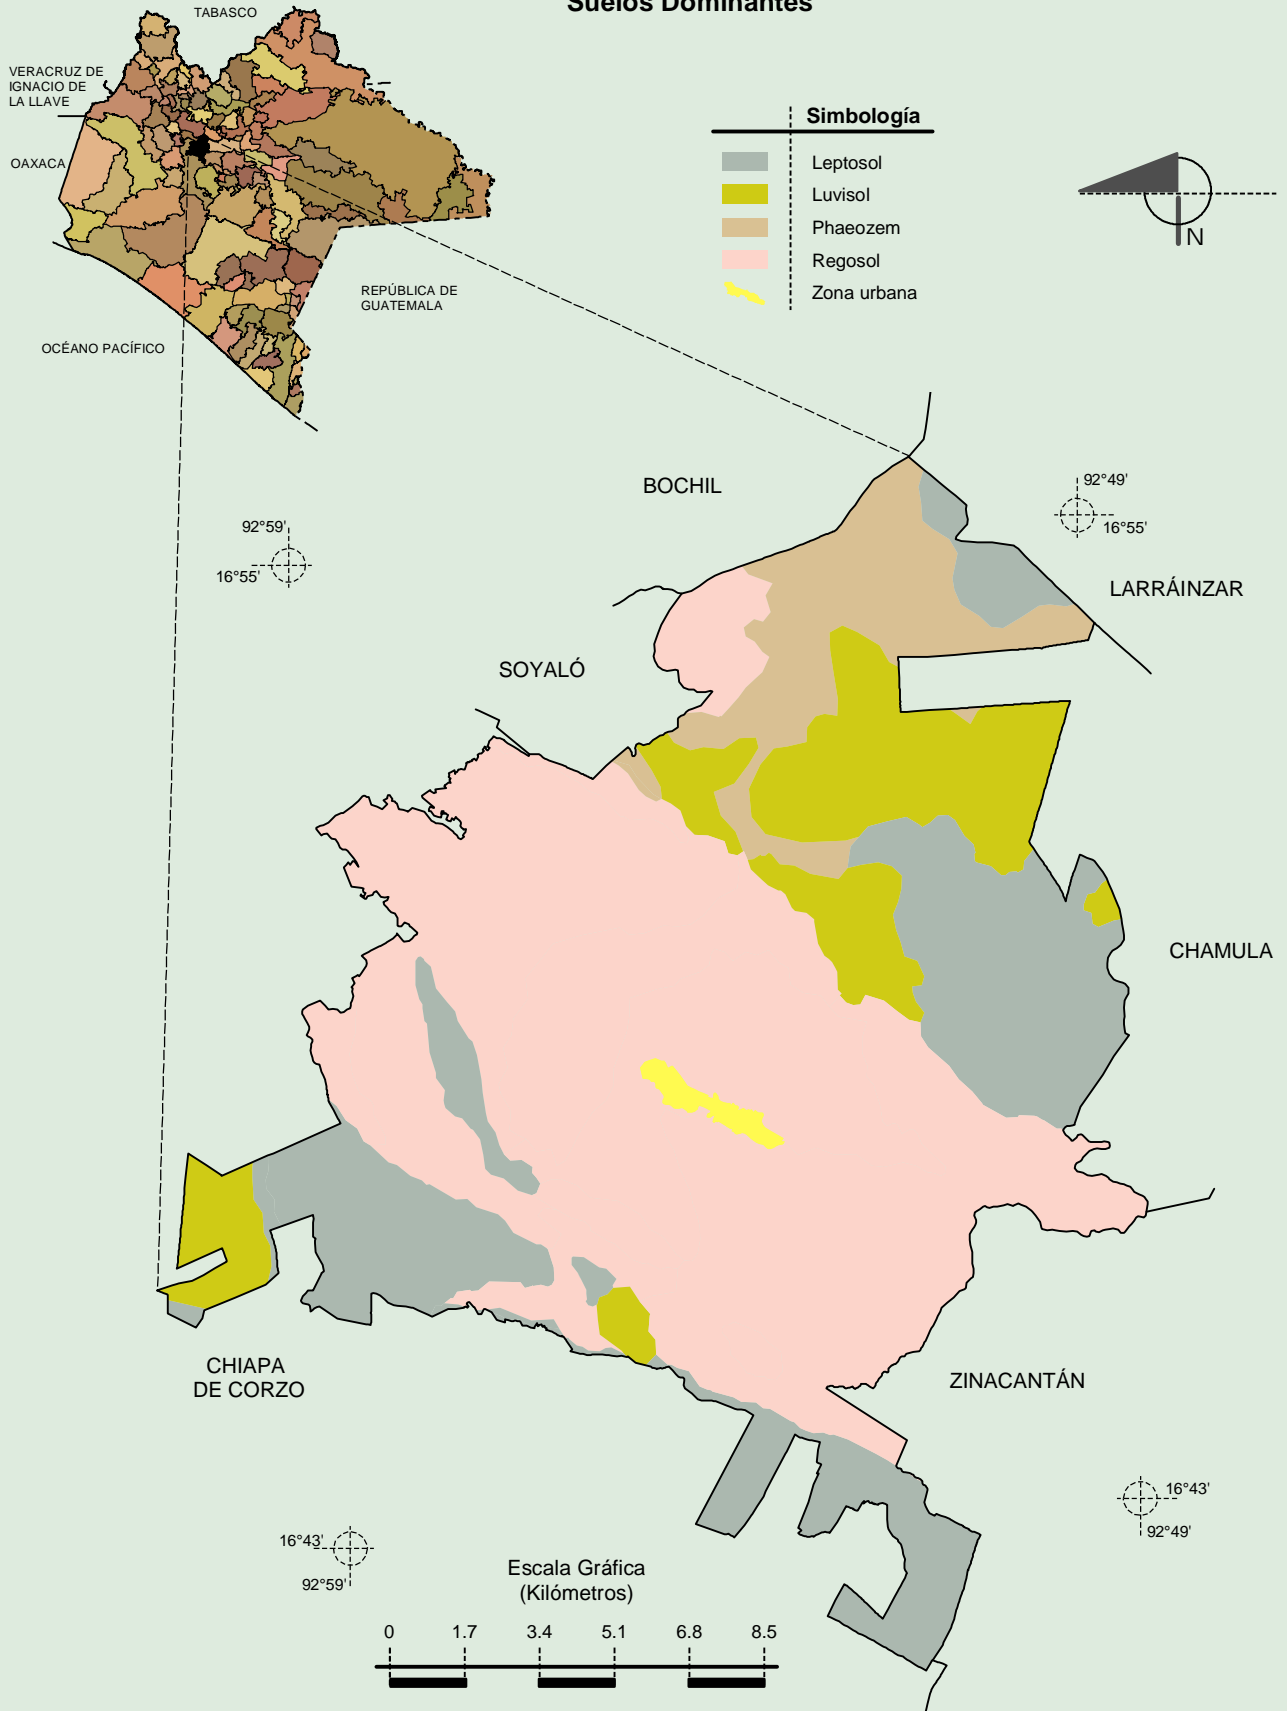 Suelos Dominantes
TABASCO
VERACRUZ DE
IGNACIO DE
LA LLAVE
OAXACA
REPÚBLICA DE
GUATEMALA
OCÉANO PACÍFICO
Simbología
Leptosol
Luvisol
Phaeozem
Regosol
Zona urbana
N
BOCHIL
92°49'
16°55'
92°59'
16°55'
LARRÁINZAR
SOYALÓ
CHAMULA
CHIAPA
DE CORZO
ZINACANTÁN
16°43'
92°49'
16°43'
92°59'
Escala Gráfica
(Kilómetros)
0 1.7 3.4 5.1 6.8 8.5